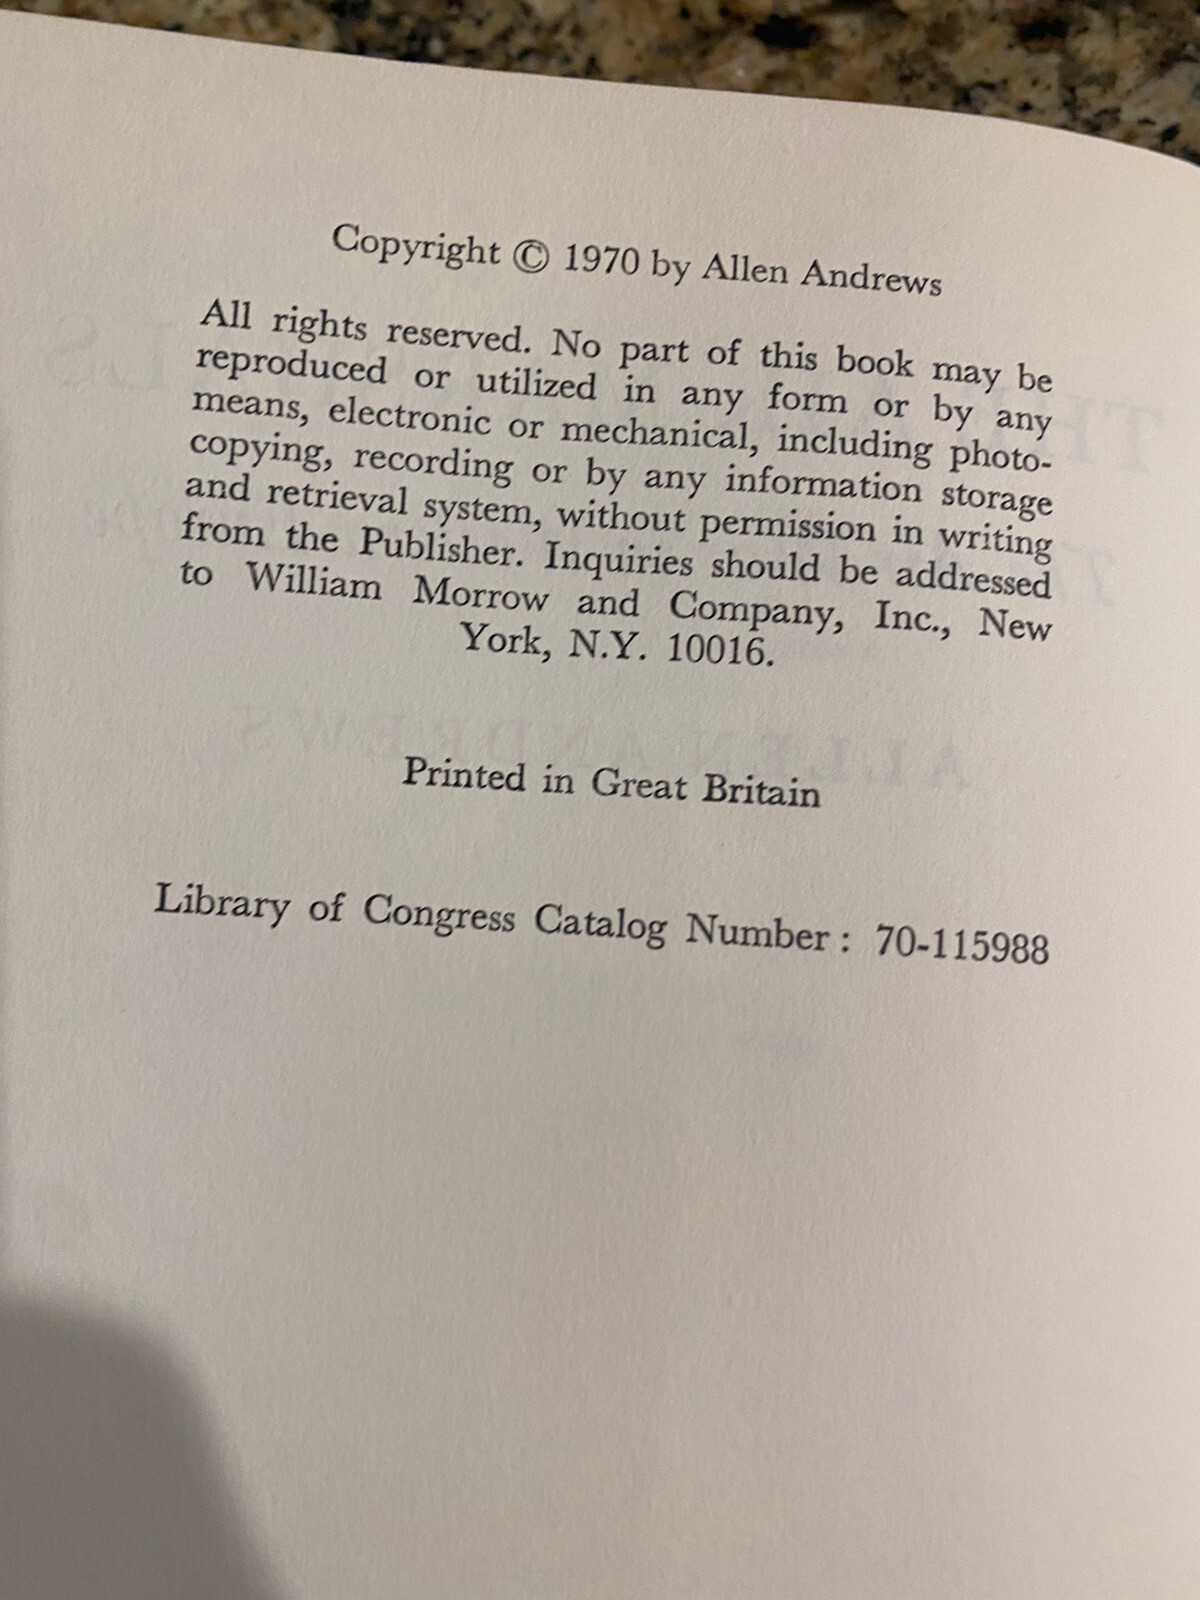 Copyright © 1970 by Allen Andrews
All rights reserved. No part of this book may be
reproduced or utilized in any form or by any
means, electronic or mechanical, including photo-
copying, recording or by any information storage
and retrieval system, without permission in writing
from the Publisher. Inquiries should be addressed
to William Morrow and Company, Inc., New
York, N.Y. 10016.
ALLEN ANDREWS
Printed in Great Britain
Library of Congress Catalog Number : 70-115988